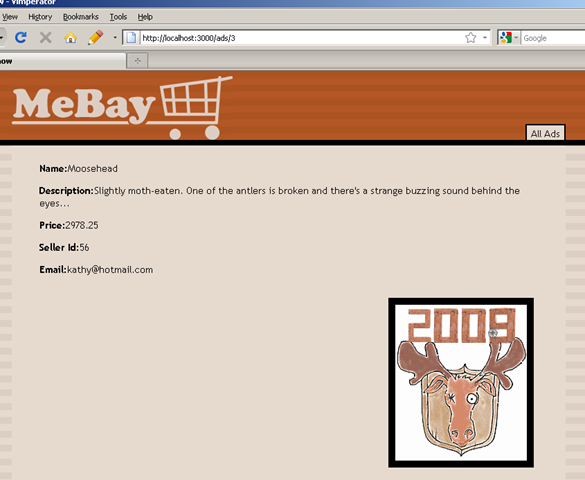 Vimperator
View History Bookmarks Tools Help
http://localhost:3000/ads/3
Google
MeBay
All Ads
Name:Moosehead
Description:Slightly moth-eaten. One of the antlers is broken and there's a strange buzzing sound behind the
eyes...
Price:2978.25
Seller Id:56
Email:kathy@hotmail.com
2009